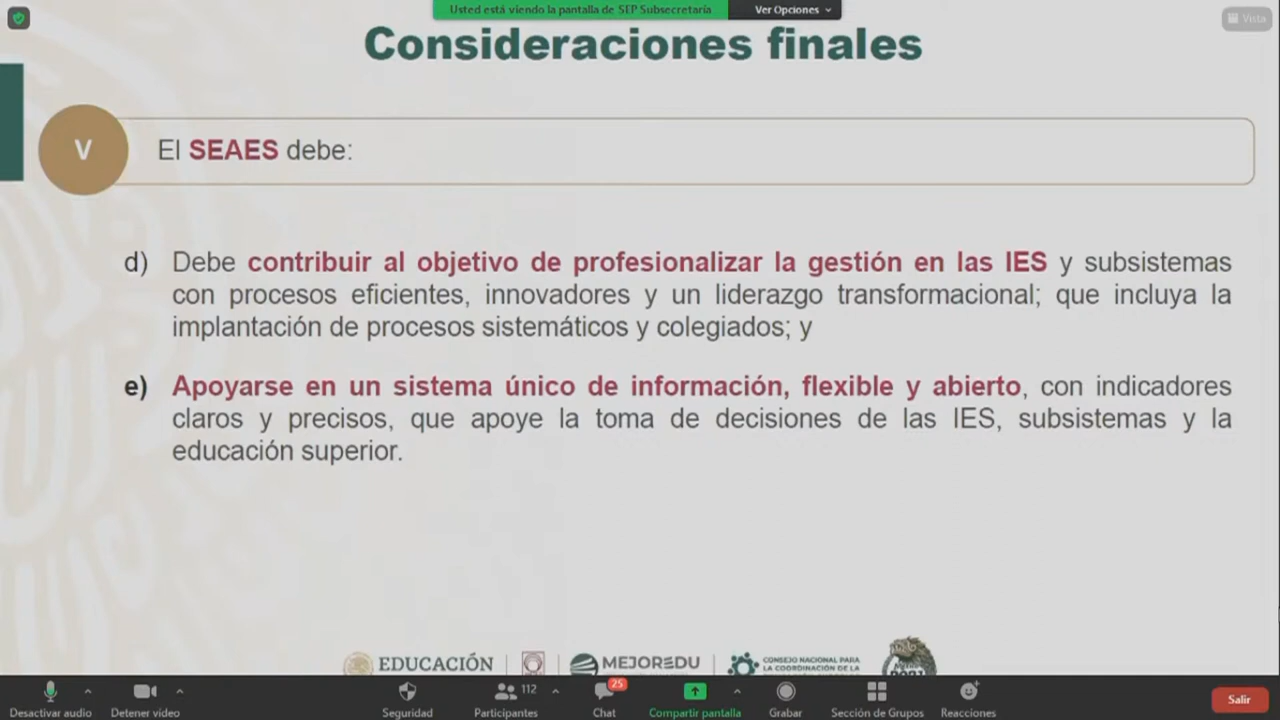 Usted está viendo la pantalla de SEP Subsecretaría
Ver Opciones
Vista
Consideraciones finales
V
El SEAES debe:
d) Debe contribuir al objetivo de profesionalizar la gestión en las IES y subsistemas
con procesos eficientes, innovadores y un liderazgo transformacional; que incluya la
implantación de procesos sistemáticos y colegiados; y
e) Apoyarse en un sistema único de información, flexible y abierto, con indicadores
claros y precisos, que apoye la toma de decisiones de las IES, subsistemas y la
educación superior.
EDUCACIÓN
MEJOREDU
CONSEJO NACIONAL PARA
LA COORDINACIÓN DE LA
Desactivar audio
Detener video
Seguridad
112
Participantes
25
Chat
Compartir pantalla
Grabar
Sección de Grupos
Reacciones
Salir